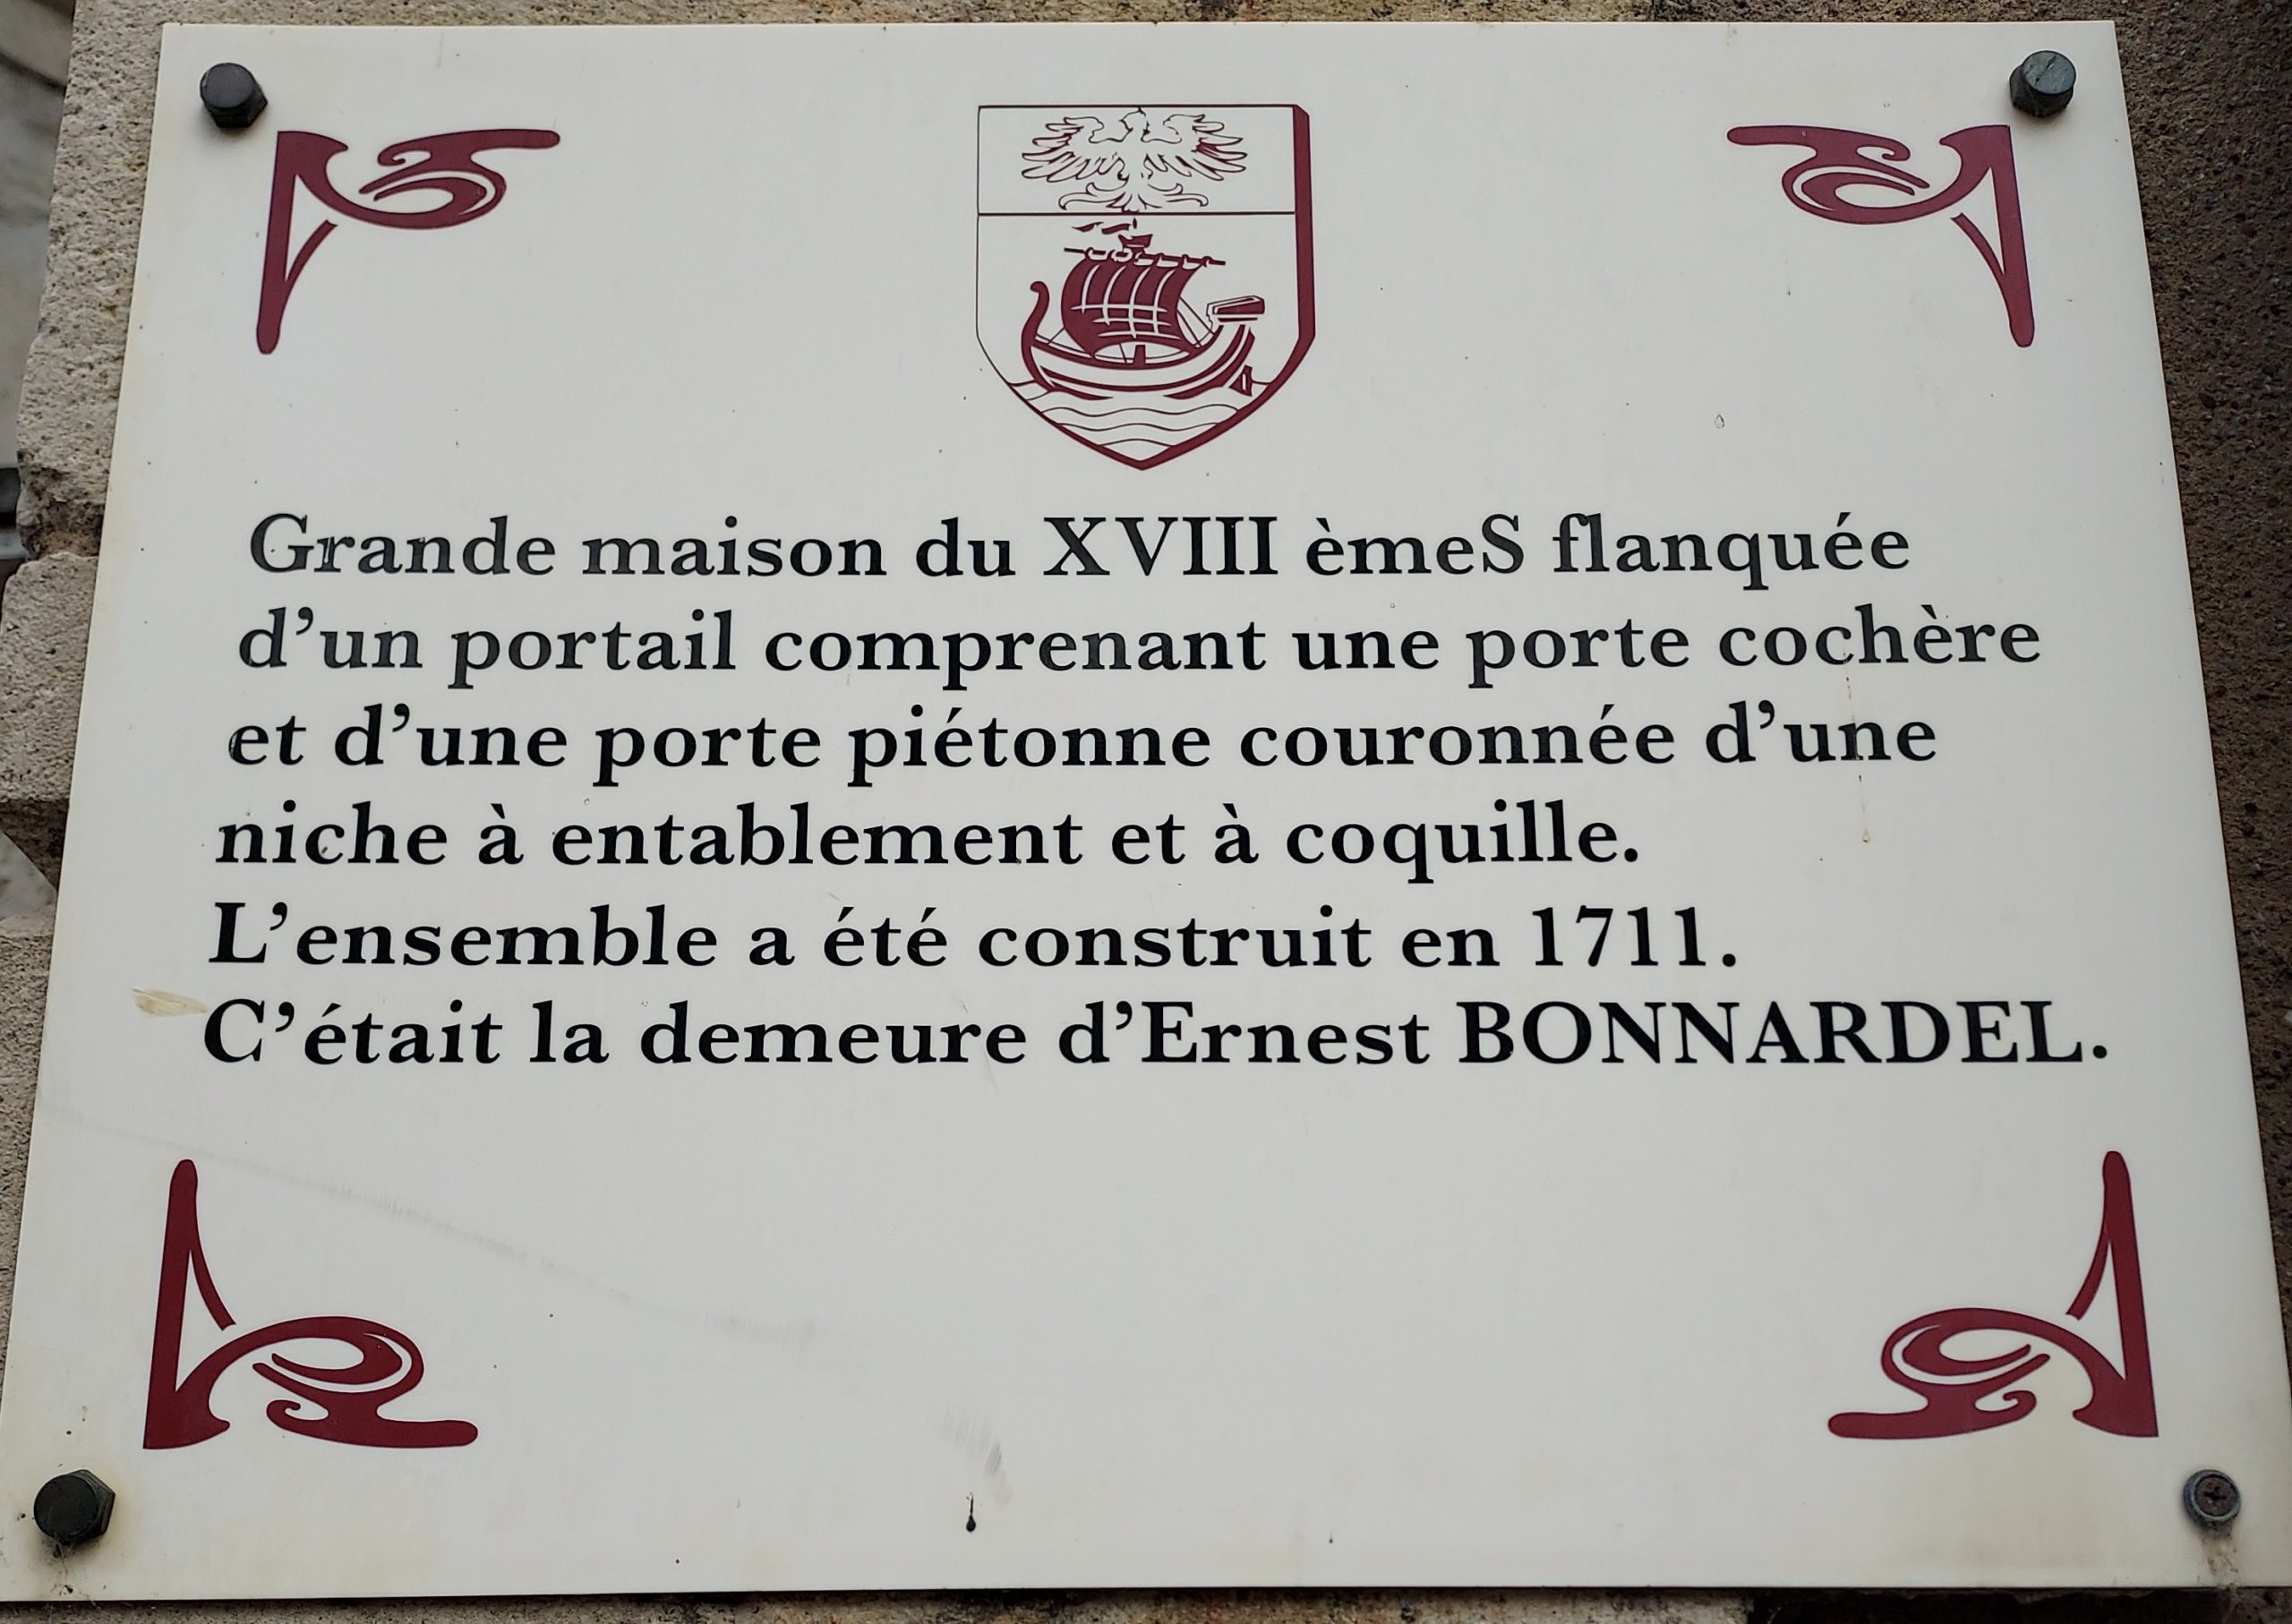 Grande maison du XVIII èmeS flanquée
d’un portail comprenant une porte cochère
et d’une porte piétonne couronnée d’une
niche à entablement et à coquille.
L’ensemble a été construit en 1711.
C’était la demeure d’Ernest BONNARDEL.